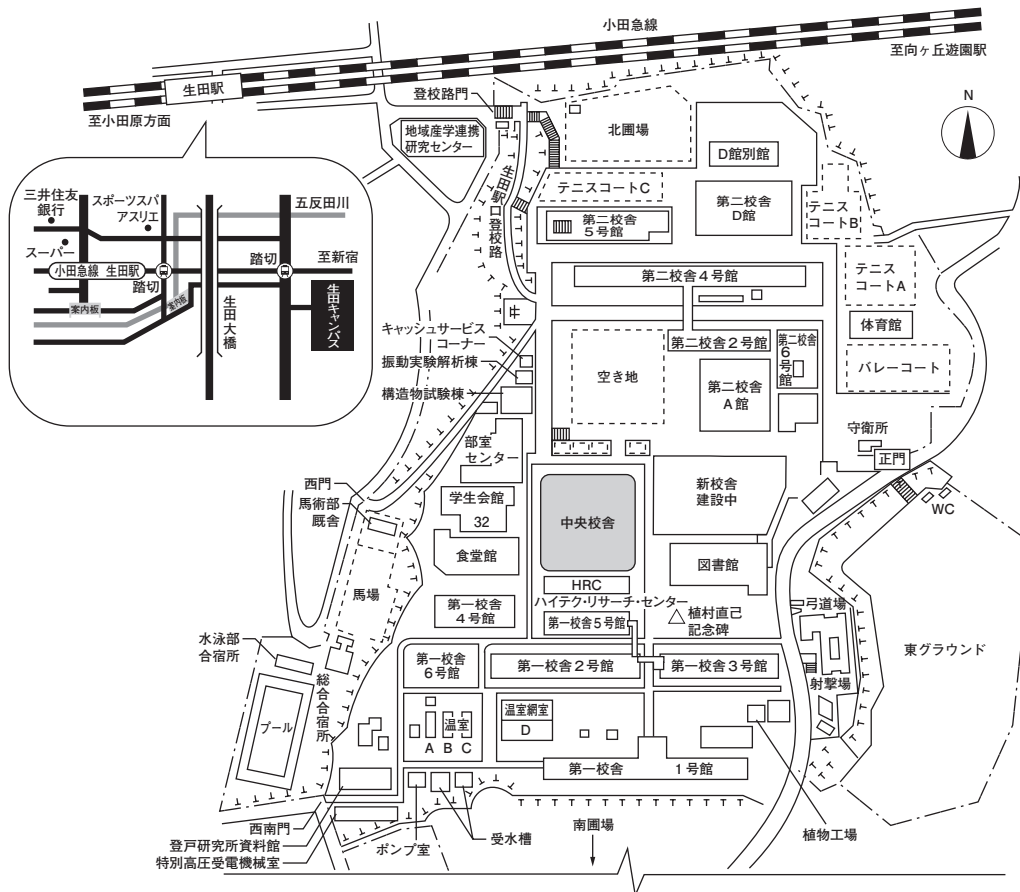 小田急線
至向ヶ丘遊園駅
生田駅
至小田原方面
登校路門
N
地域産学連携
研究センター
北圃場
D館別館
生田駅口登校路
テニスコートC
第二校舎
5号館
第二校舎
D館
テニス
コートB
三井住友
銀行
スポーツスパ
アスリエ
五反田川
スーパー
小田急線 生田駅
踏切
踏切
至新宿
案内板
案内板
生田大橋
生田キャンパス
第二校舎4号館
テニス
コートA
井
キャッシュサービス
コーナー
振動実験解析棟
構造物試験棟
空き地
第二校舎2号館
第二校舎
6号館
体育館
バレーコート
第二校舎
A館
部室
センター
守衛所
正門
WC
西門
馬術部
厩舎
学生会館
32
中央校舎
新校舎
建設中
食堂館
図書館
馬場
HRC
ハイテク・リサーチ・センター
第一校舎
4号館
第一校舎5号館
植村直己
記念碑
弓道場
東グラウンド
水泳部
合宿所
総合合宿所
第一校舎
6号館
第一校舎2号館
第一校舎3号館
射撃場
プール
温室
A B C
温室網室
D
第一校舎 1号館
西南門
登戸研究所資料館
特別高圧受電機械室
ポンプ室
受水槽
南圃場
植物工場